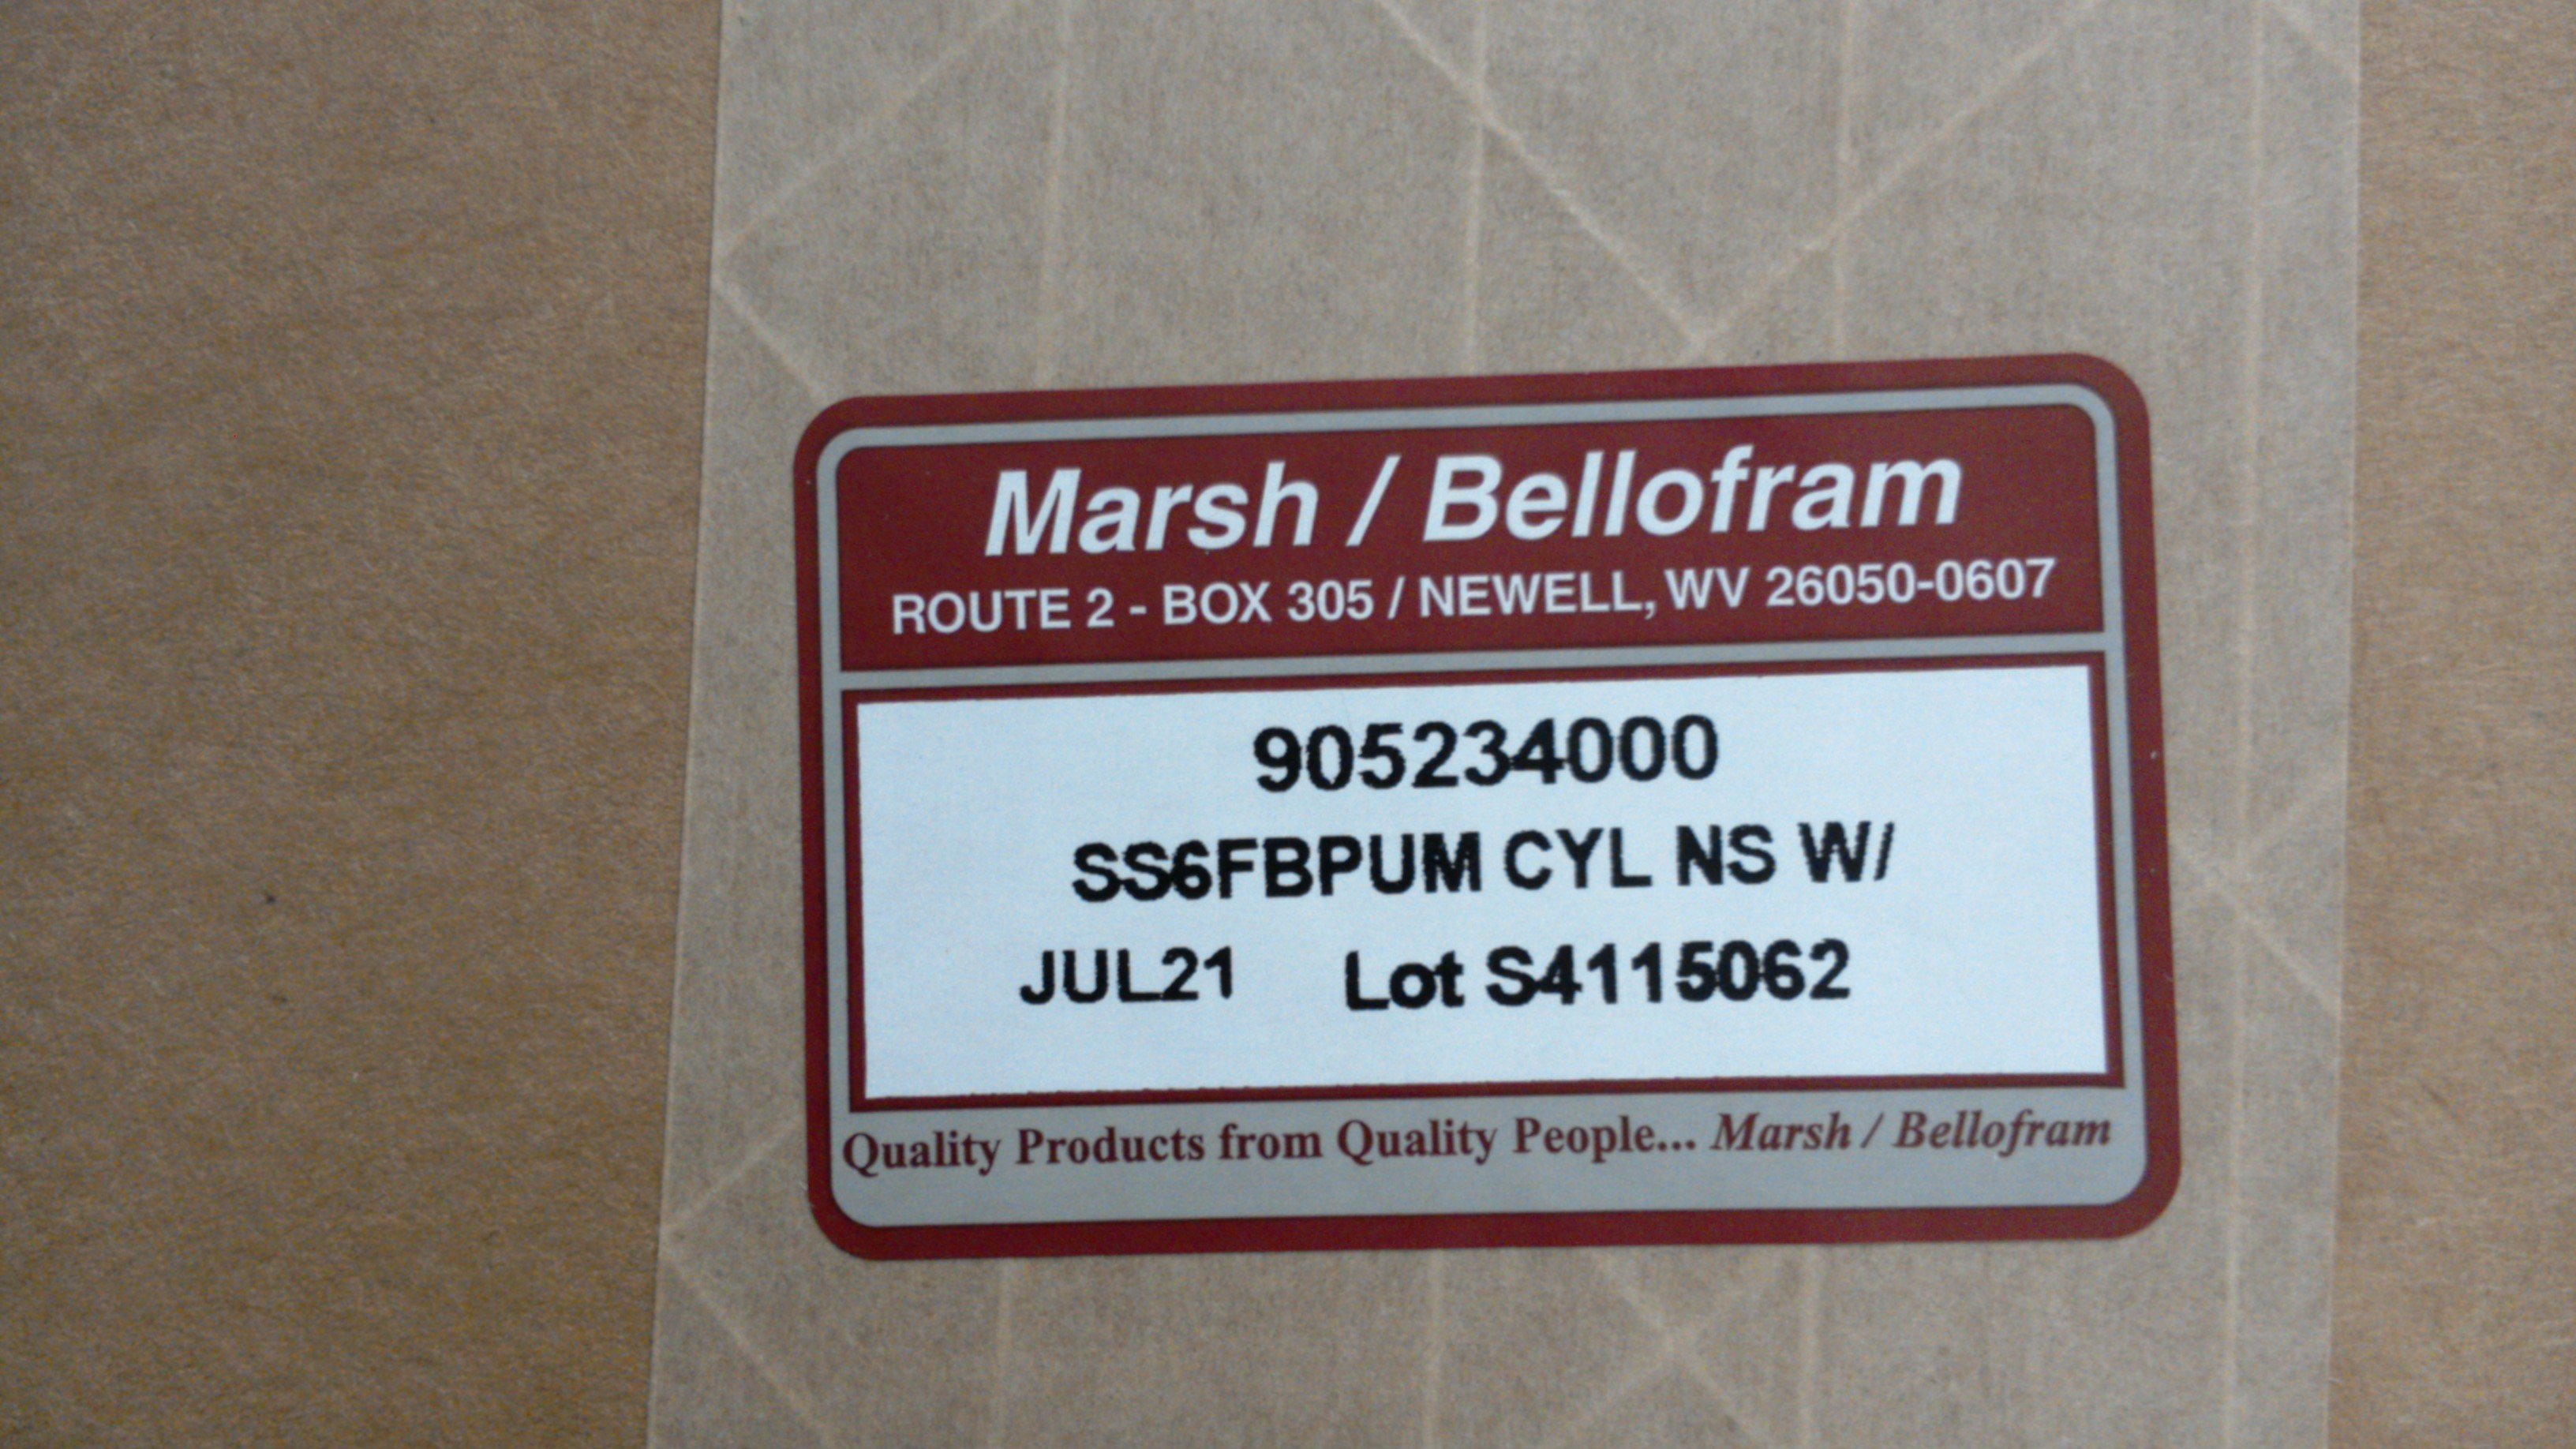 Marsh / Bellofram
ROUTE 2 - BOX 305 / NEWELL, WV 26050-0607
905234000
SS6FBPUM CYL NS W/
JUL21 Lot S4115062
Quality Products from Quality People... Marsh / Bellofram